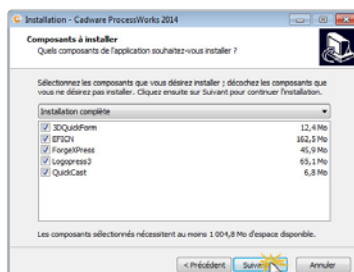 Installation - Cadware ProcessWorks 2014
Composants à installer
Quels composants de l'application souhaitez-vous installer ?
Sélectionnez les composants que vous désirez installer ; décochez les composants que
vous ne désirez pas installer. Cliquez ensuite sur Suivant pour continuer l'installation.
Installation complète
3DQuickForm 12,4 Mo
EFICN 162,5 Mo
ForgeXPress 45,9 Mo
Logopress3 65,1 Mo
QuickCast 6,8 Mo
Les composants sélectionnés nécessitent au moins 1 004,8 Mo d'espace disponible.
< Précédent Suivant Annuler